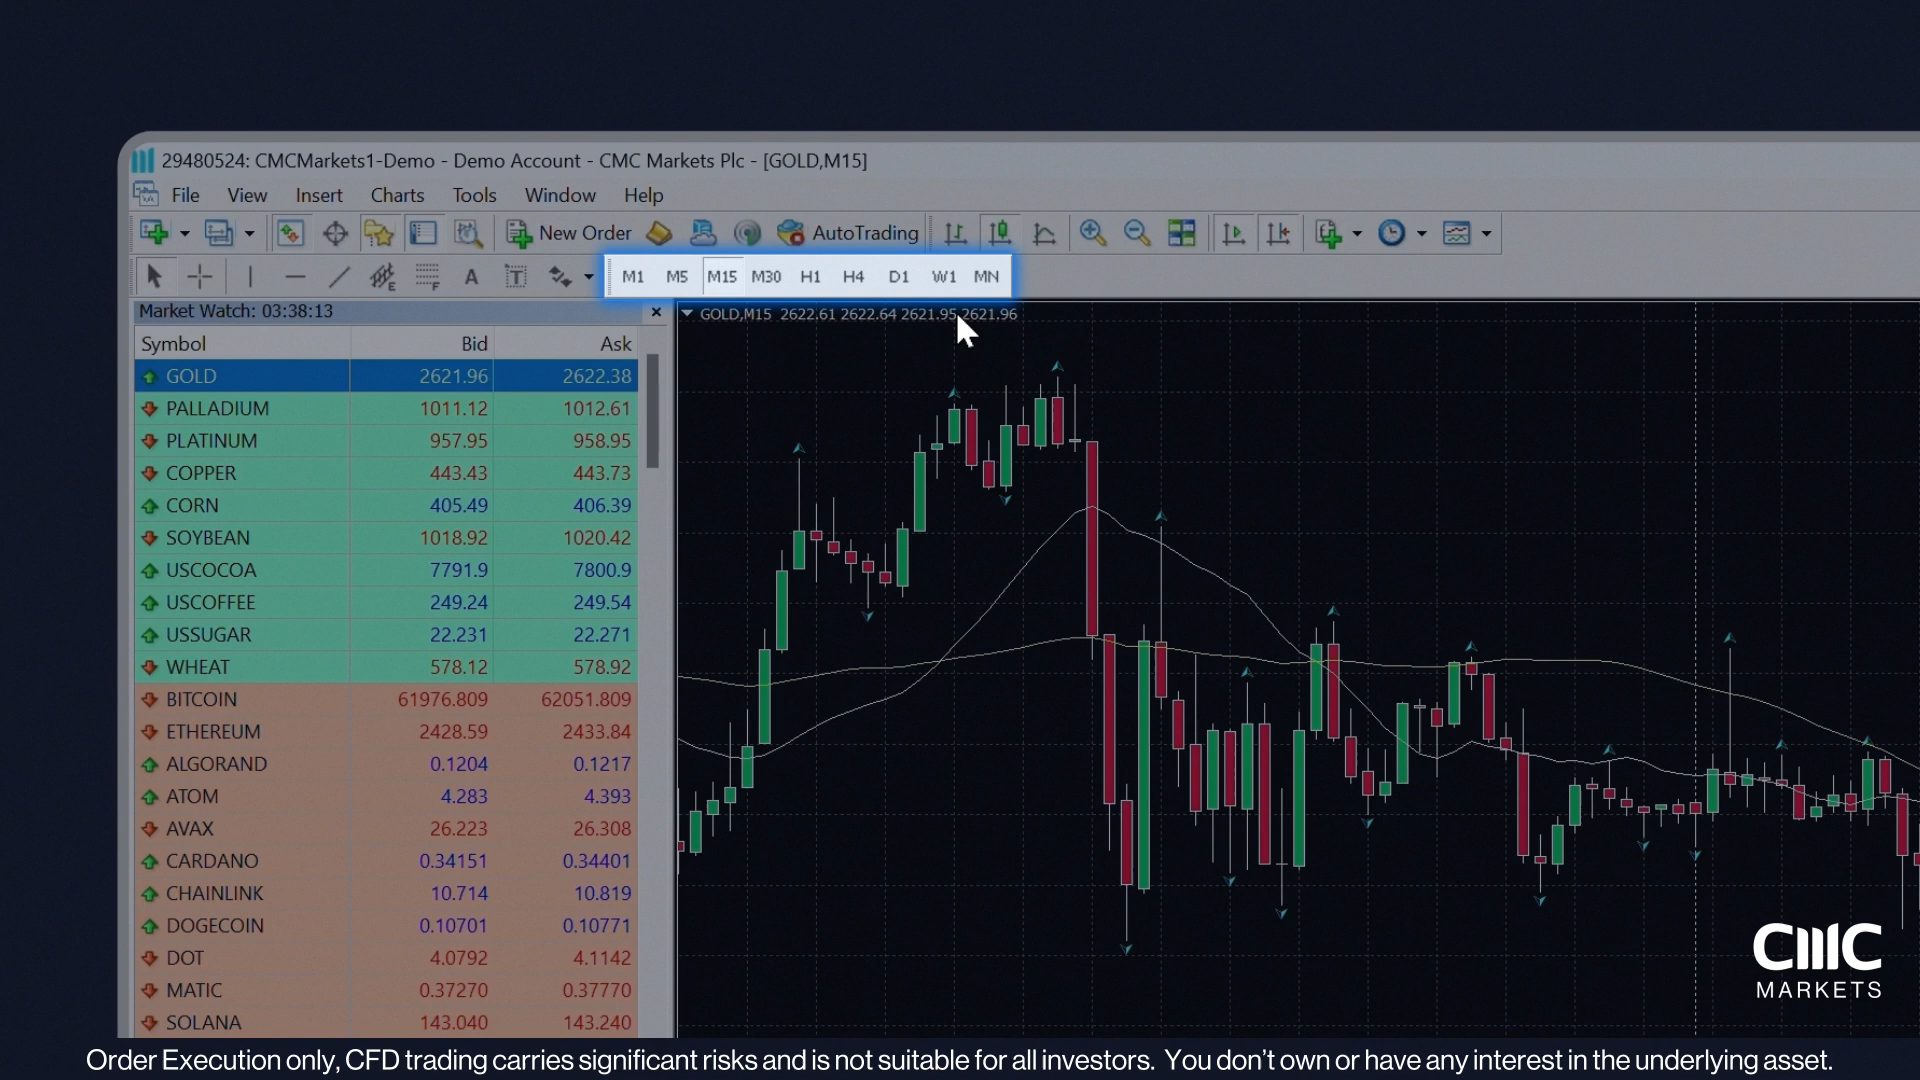 29480524: CMCMarkets1-Demo - Demo Account - CMC Markets Plc - [GOLD,M15]
File View Insert Charts Tools Window Help
New Order AutoTrading
E F A T
M1 M5 M15 M30 H1 H4 D1 W1 MN
Market Watch: 03:38:13
GOLD,M15 2622.61 2622.64 2621.95 2621.96
Symbol Bid Ask
GOLD 2621.96 2622.38
PALLADIUM 1011.12 1012.61
PLATINUM 957.95 958.95
COPPER 443.43 443.73
CORN 405.49 406.39
SOYBEAN 1018.92 1020.42
USCOCOA 7791.9 7800.9
USCOFFEE 249.24 249.54
USSUGAR 22.231 22.271
WHEAT 578.12 578.92
BITCOIN 61976.809 62051.809
ETHEREUM 2428.59 2433.84
ALGORAND 0.1204 0.1217
ATOM 4.283 4.393
AVAX 26.223 26.308
CARDANO 0.34151 0.34401
CHAINLINK 10.714 10.819
DOGECOIN 0.10701 0.10771
DOT 4.0792 4.1142
MATIC 0.37270 0.37770
SOLANA 143.040 143.240
CMC
MARKETS
Order Execution only, CFD trading carries significant risks and is not suitable for all investors. You don't own or have any interest in the underlying asset.